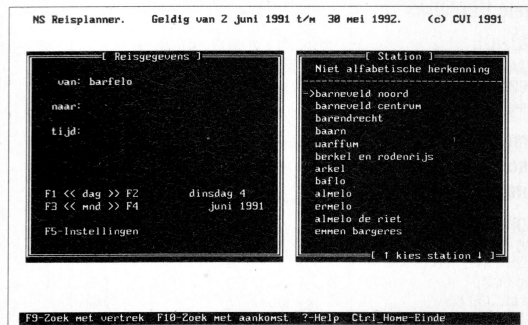 NS Reisplanner. Geldig van 2 juni 1991 t/m 30 mei 1992. (c) CVI 1991
[ Reisgegevens ]
van: barfelo
naar:
tijd:
F1 << dag >> F2 dinsdag 4
F3 << mnd >> F4 juni 1991
F5-Instellingen
[ Station ]
Niet alfabetische herkenning
->barneveld noord
barneveld centrum
barendrecht
baarn
warffum
berkel en rodenrijs
arkel
baflo
almelo
ermelo
almelo de riet
emmen bargeres
[ ↑ kies station ↓ ]
F9-Zoek met vertrek F10-Zoek met aankomst ?-Help Ctrl_Home-Einde